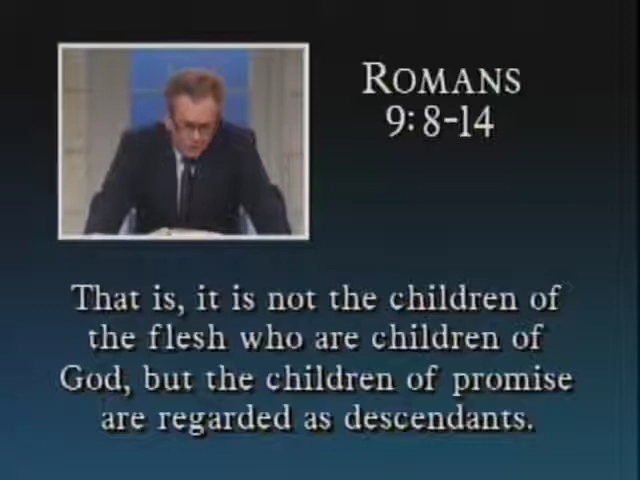 ROMANS
9:8-14
That is, it is not the children of
the flesh who are children of
God, but the children of promise
are regarded as descendants.